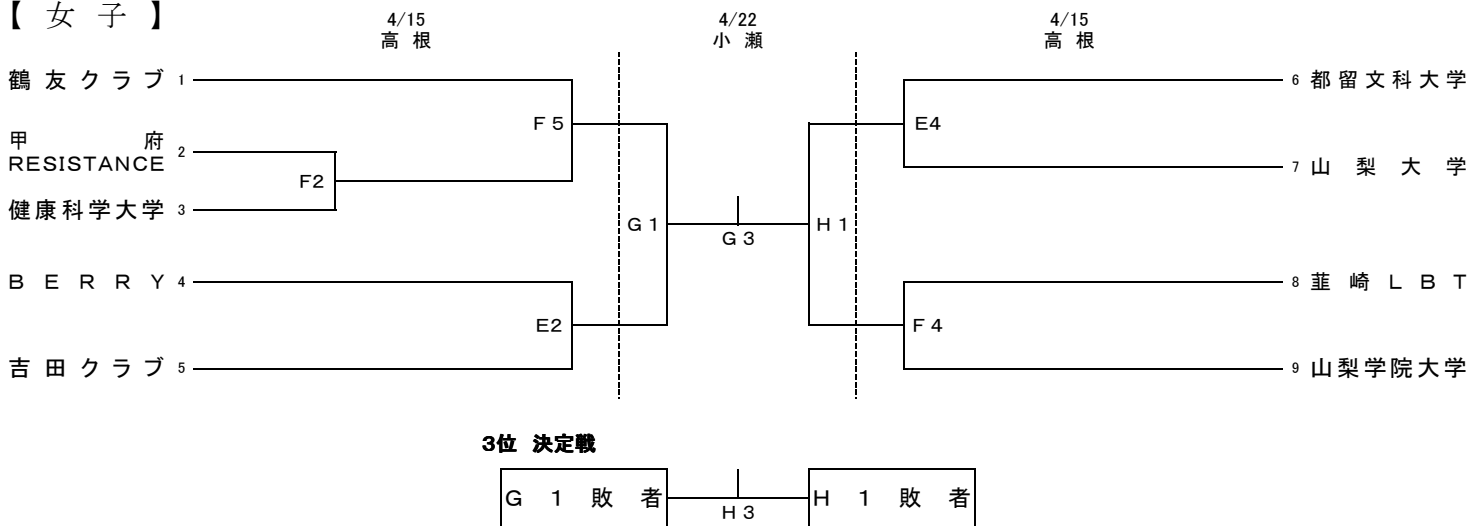 【 女 子 】
4/15
高 根
4/22
小 瀬
4/15
高 根
鶴 友 ク ラ ブ 1
甲 府
RESISTANCE 2
健康科学大学 3
B E R R Y 4
吉 田 ク ラ ブ 5
F 5
F2
E2
G 1
G 3
H 1
E4
F 4
6 都 留 文 科 大 学
7 山 梨 大 学
8 韮 崎 L B T
9 山梨学院大学
3位 決定戦
G 1 敗 者
H 3
H 1 敗 者